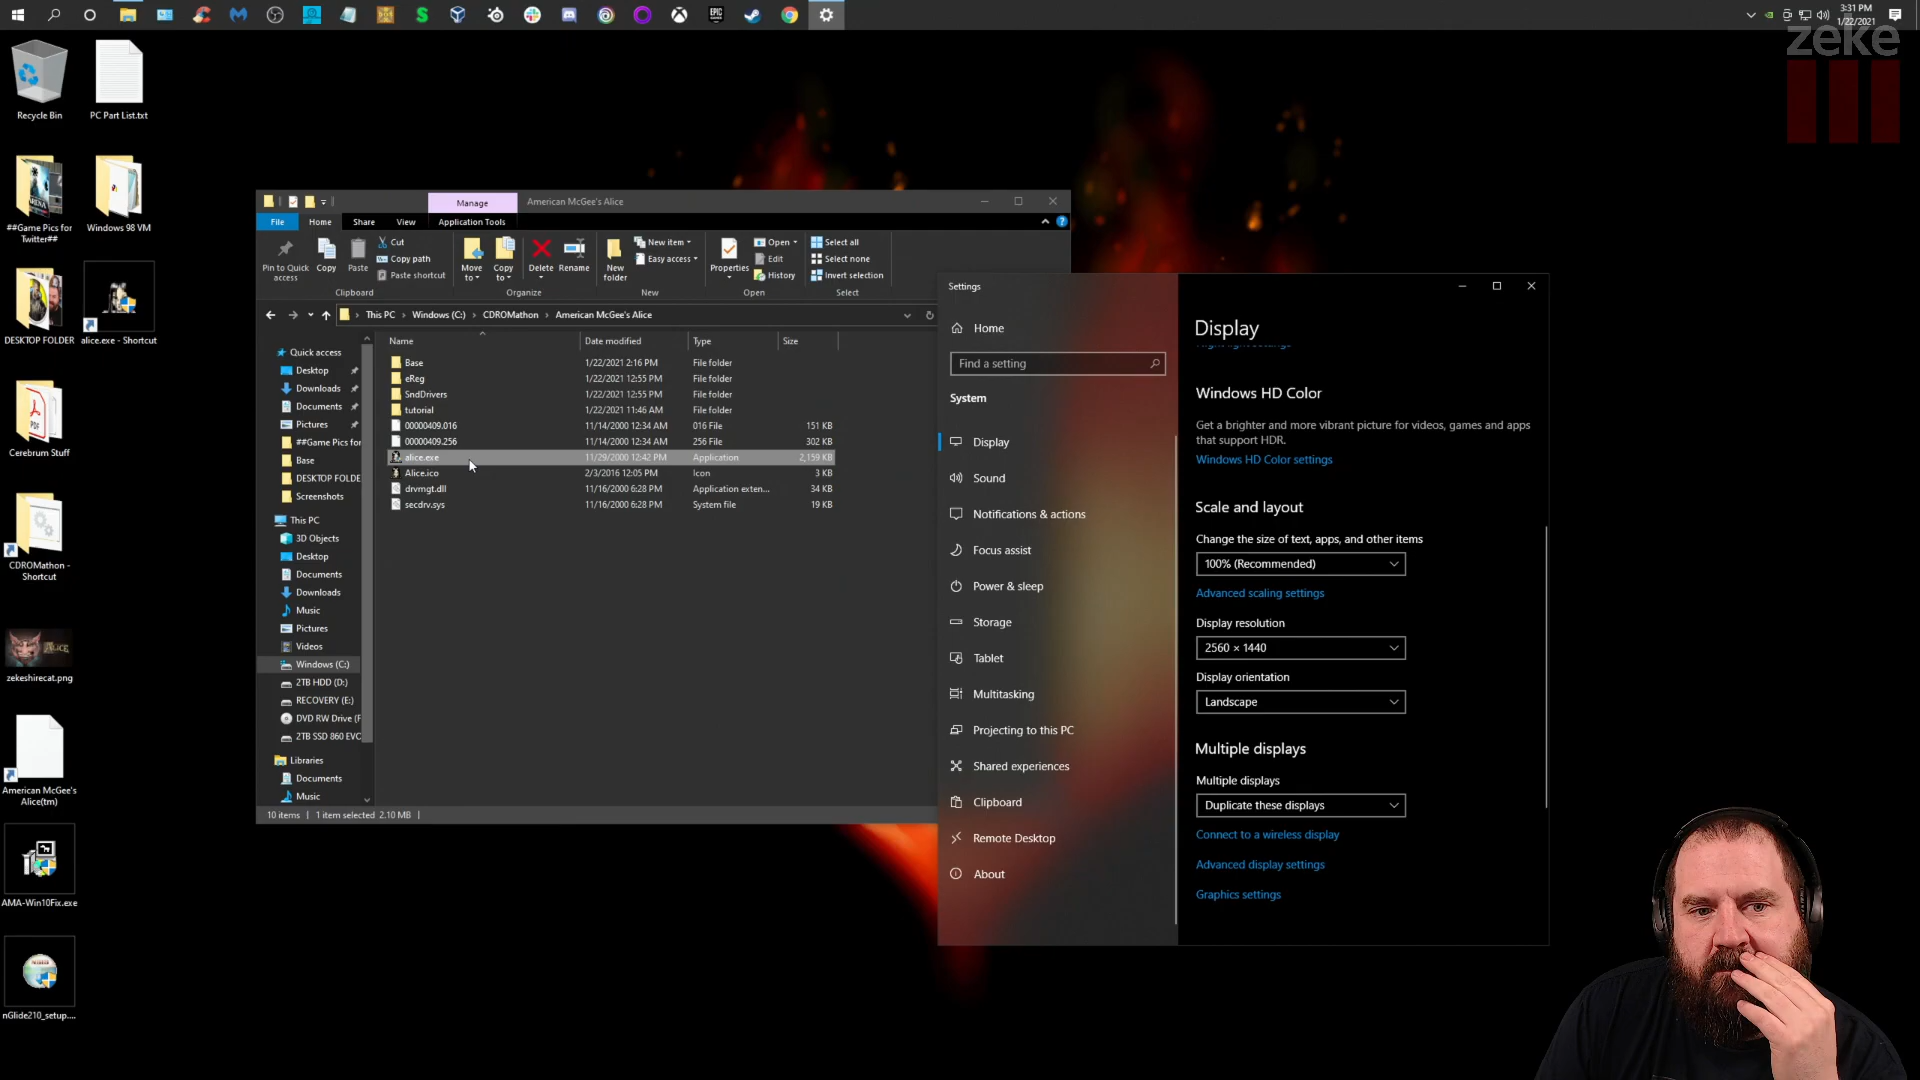 3:31 PM
1/22/2021
zeke
Recycle Bin
PC Part List.txt
##Game Pics for
Twitter##
Windows 98 VM
DESKTOP FOLDER
alice.exe - Shortcut
Cerebrum Stuff
CDROMathon -
Shortcut
zekeshirecat.png
American McGee's
Alice(tm)
AMA-Win10Fix.exe
nGlide210_setup....
Manage
American McGee's Alice
File
Home
Share
View
Application Tools
Pin to Quick
access
Copy
Paste
Cut
Copy path
Paste shortcut
Clipboard
Move
to
Copy
to
Delete
Rename
Organize
New
folder
New item
Easy access
New
Properties
Open
Edit
History
Open
Select all
Select none
Invert selection
Select
This PC > Windows (C:) > CDROMathon > American McGee's Alice
Name
Date modified
Type
Size
Base 1/22/2021 2:16 PM File folder
eReg 1/22/2021 12:55 PM File folder
SndDrivers 1/22/2021 12:55 PM File folder
tutorial 1/22/2021 11:46 AM File folder
00000409.016 11/14/2000 12:34 AM 016 File 151 KB
00000409.256 11/14/2000 12:34 AM 256 File 302 KB
alice.exe 11/29/2000 12:42 PM Application 2,159 KB
Alice.ico 2/3/2016 12:05 PM Icon 3 KB
drvmgt.dll 11/16/2000 6:28 PM Application exten... 34 KB
secdrv.sys 11/16/2000 6:28 PM System file 19 KB
Quick access
Desktop
Downloads
Documents
Pictures
##Game Pics for
Base
DESKTOP FOLDE
Screenshots
This PC
3D Objects
Desktop
Documents
Downloads
Music
Pictures
Videos
Windows (C:)
2TB HDD (D:)
RECOVERY (E:)
DVD RW Drive (F
2TB SSD 860 EVO
Libraries
Documents
Music
10 items
1 item selected 2.10 MB
Settings
Home
Find a setting
System
Display
Sound
Notifications & actions
Focus assist
Power & sleep
Storage
Tablet
Multitasking
Projecting to this PC
Shared experiences
Clipboard
Remote Desktop
About
Display
Windows HD Color
Get a brighter and more vibrant picture for videos, games and apps
that support HDR.
Windows HD Color settings
Scale and layout
Change the size of text, apps, and other items
100% (Recommended)
Advanced scaling settings
Display resolution
2560 × 1440
Display orientation
Landscape
Multiple displays
Multiple displays
Duplicate these displays
Connect to a wireless display
Advanced display settings
Graphics settings